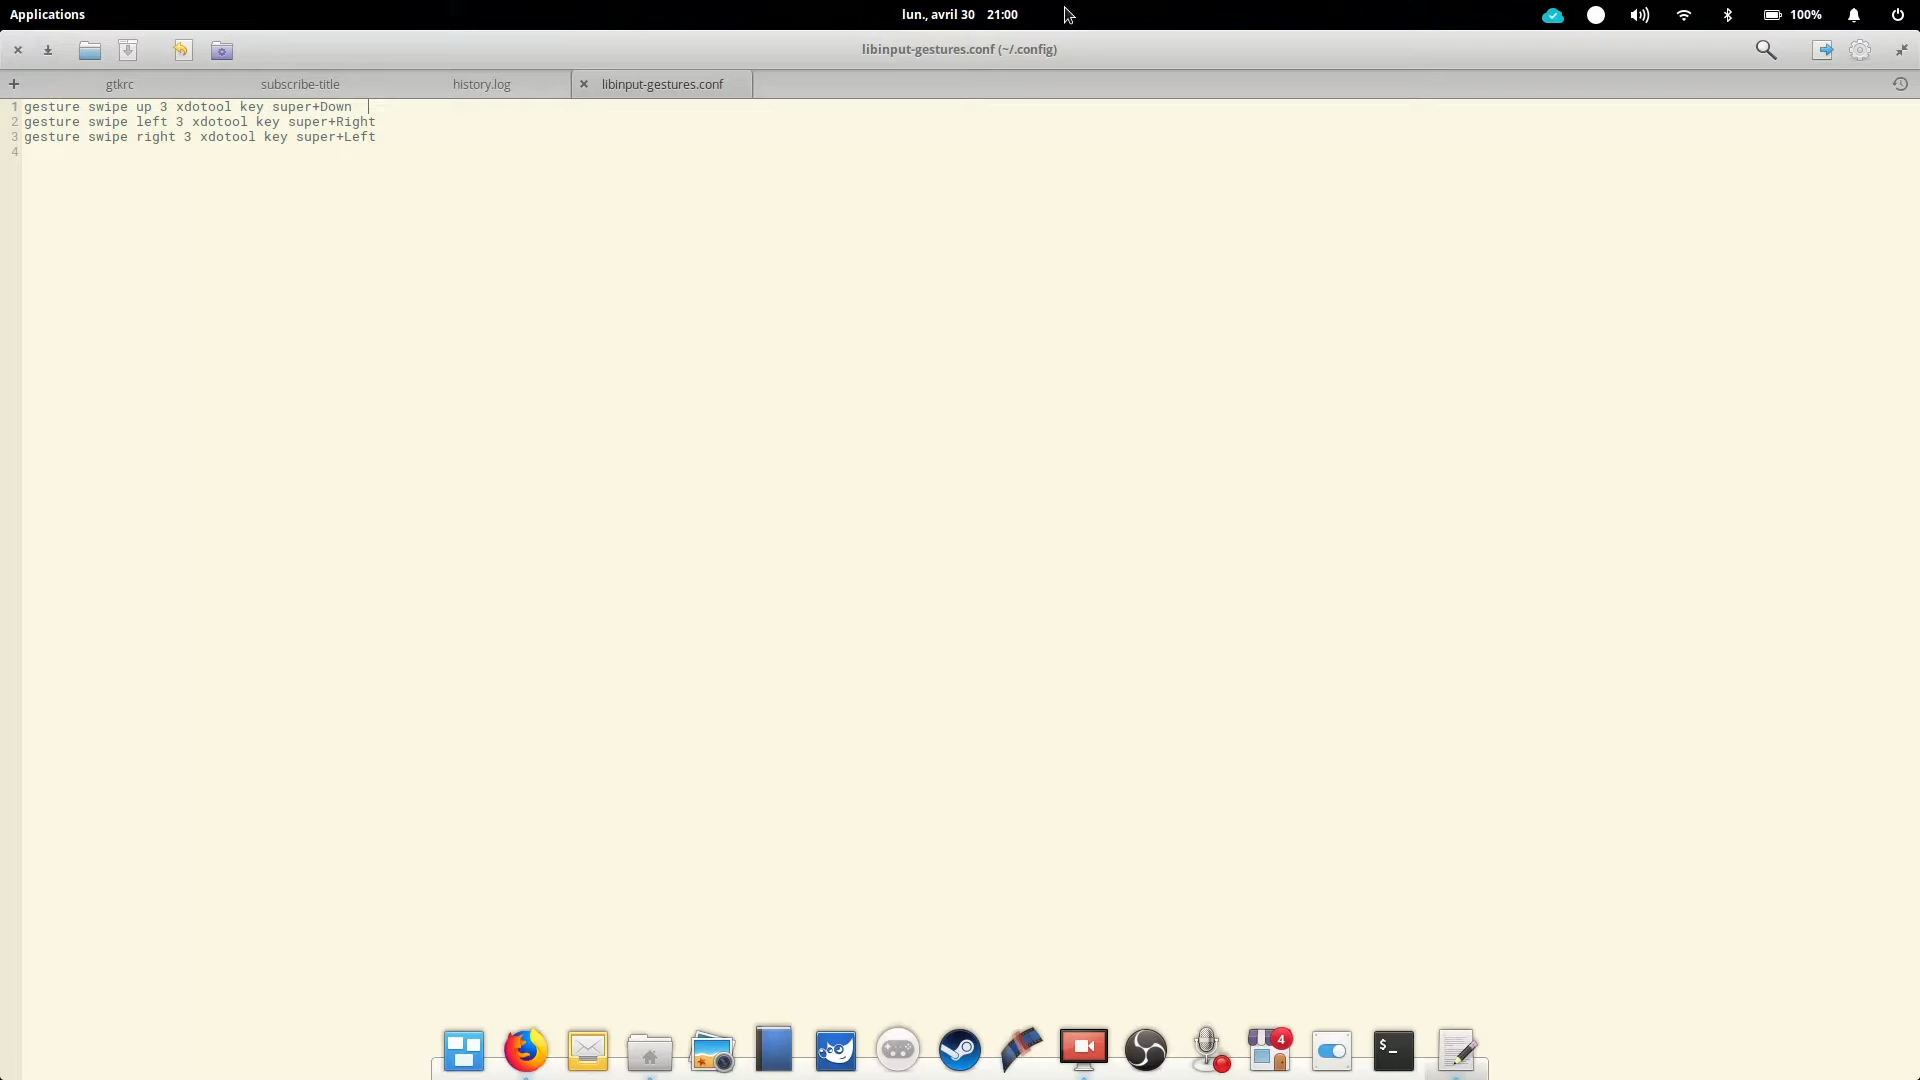 Applications
lun., avril 30 21:00
100%
libinput-gestures.conf (~/.config)
gtkrc
subscribe-title
history.log
libinput-gestures.conf
1 gesture swipe up 3 xdotool key super+Down
2 gesture swipe left 3 xdotool key super+Right
3 gesture swipe right 3 xdotool key super+Left
4
4
$_